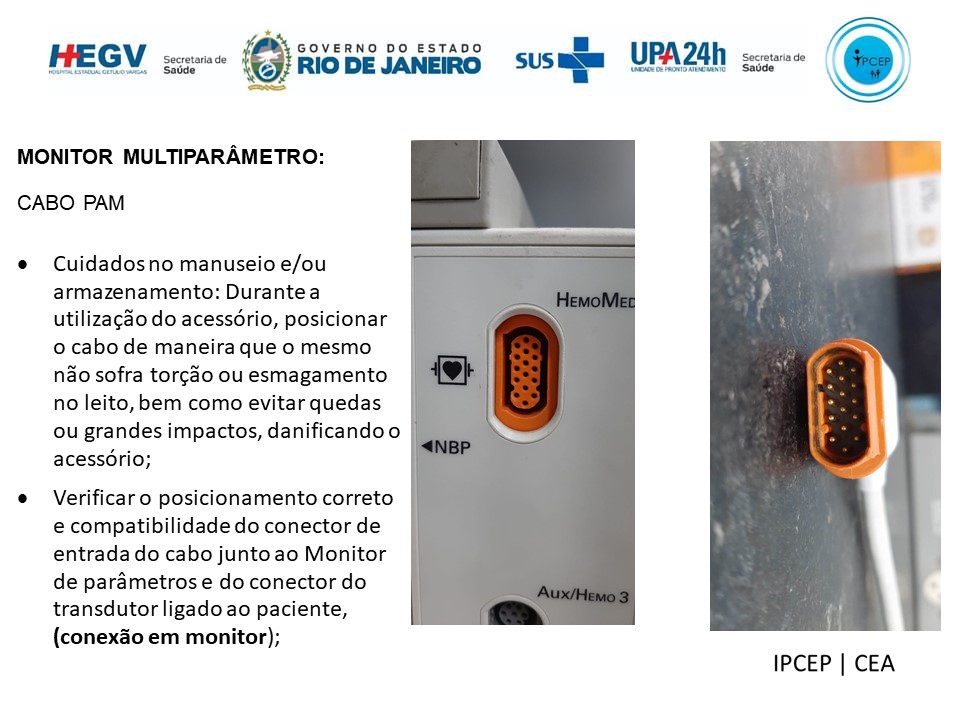 HEGV
HOSPITAL ESTADUAL GETULIO VARGAS
Secretaria de
Saúde
GOVERNO DO ESTADO
RIO DE JANEIRO
SUS
UPA 24h
UNIDADE DE PRONTO ATENDIMENTO
Secretaria de
Saúde
IPCEP
MONITOR MULTIPARÂMETRO:
CABO PAM
• Cuidados no manuseio e/ou
armazenamento: Durante a
utilização do acessório, posicionar
o cabo de maneira que o mesmo
não sofra torção ou esmagamento
no leito, bem como evitar quedas
ou grandes impactos, danificando o
acessório;
• Verificar o posicionamento correto
e compatibilidade do conector de
entrada do cabo junto ao Monitor
de parâmetros e do conector do
transdutor ligado ao paciente,
(conexão em monitor);
HEMOMED
NBP
AUX/HEMO 3
IPCEP | CEA